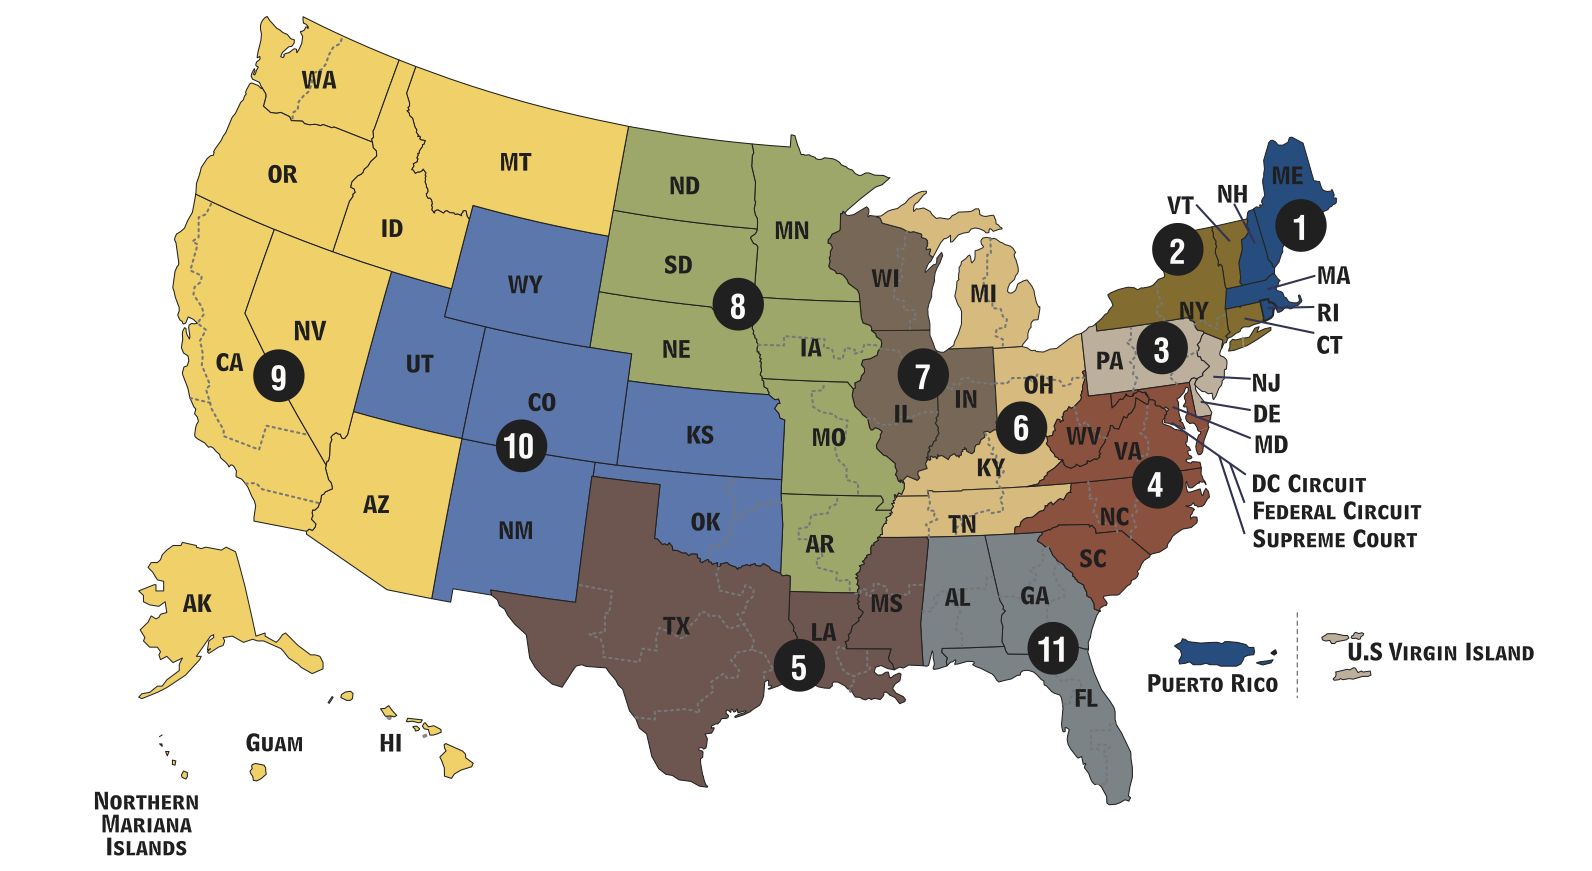 WA
OR
MT
ID
ND
MN
SD
WY
NV
CA
9
UT
CO
10
NE
8
IA
KS
MO
AZ
NM
OK
AR
TX
LA
5
MS
WI
MI
7
IL
IN
OH
6
KY
TN
AL
GA
11
FL
SC
NC
4
VA
WV
PA
3
NY
2
VT
NH
ME
1
MA
RI
CT
NJ
DE
MD
DC Circuit
Federal Circuit
Supreme Court
AK
HI
Guam
Northern
Mariana
Islands
Puerto Rico
U.S Virgin Island